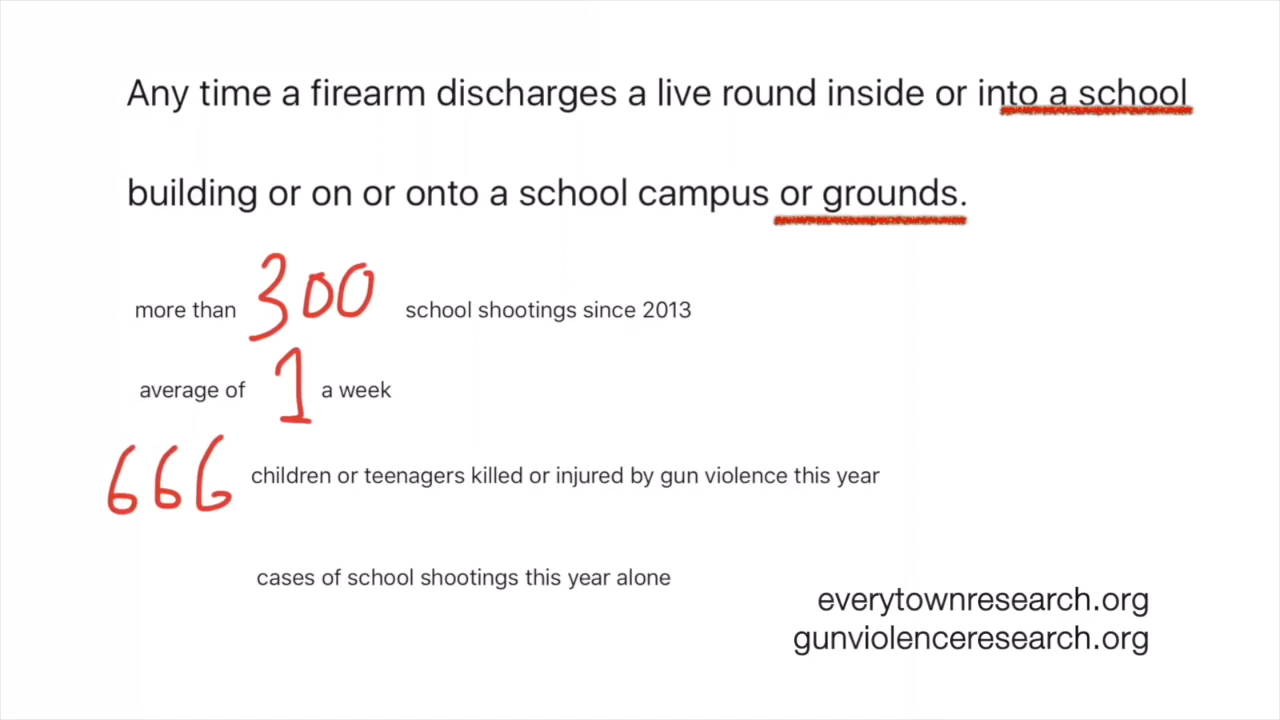 Any time a firearm discharges a live round inside or into a school
building or on or onto a school campus or grounds.
more than 300 school shootings since 2013
average of 1 a week
666 children or teenagers killed or injured by gun violence this year
cases of school shootings this year alone
everytownresearch.org
gunviolenceresearch.org